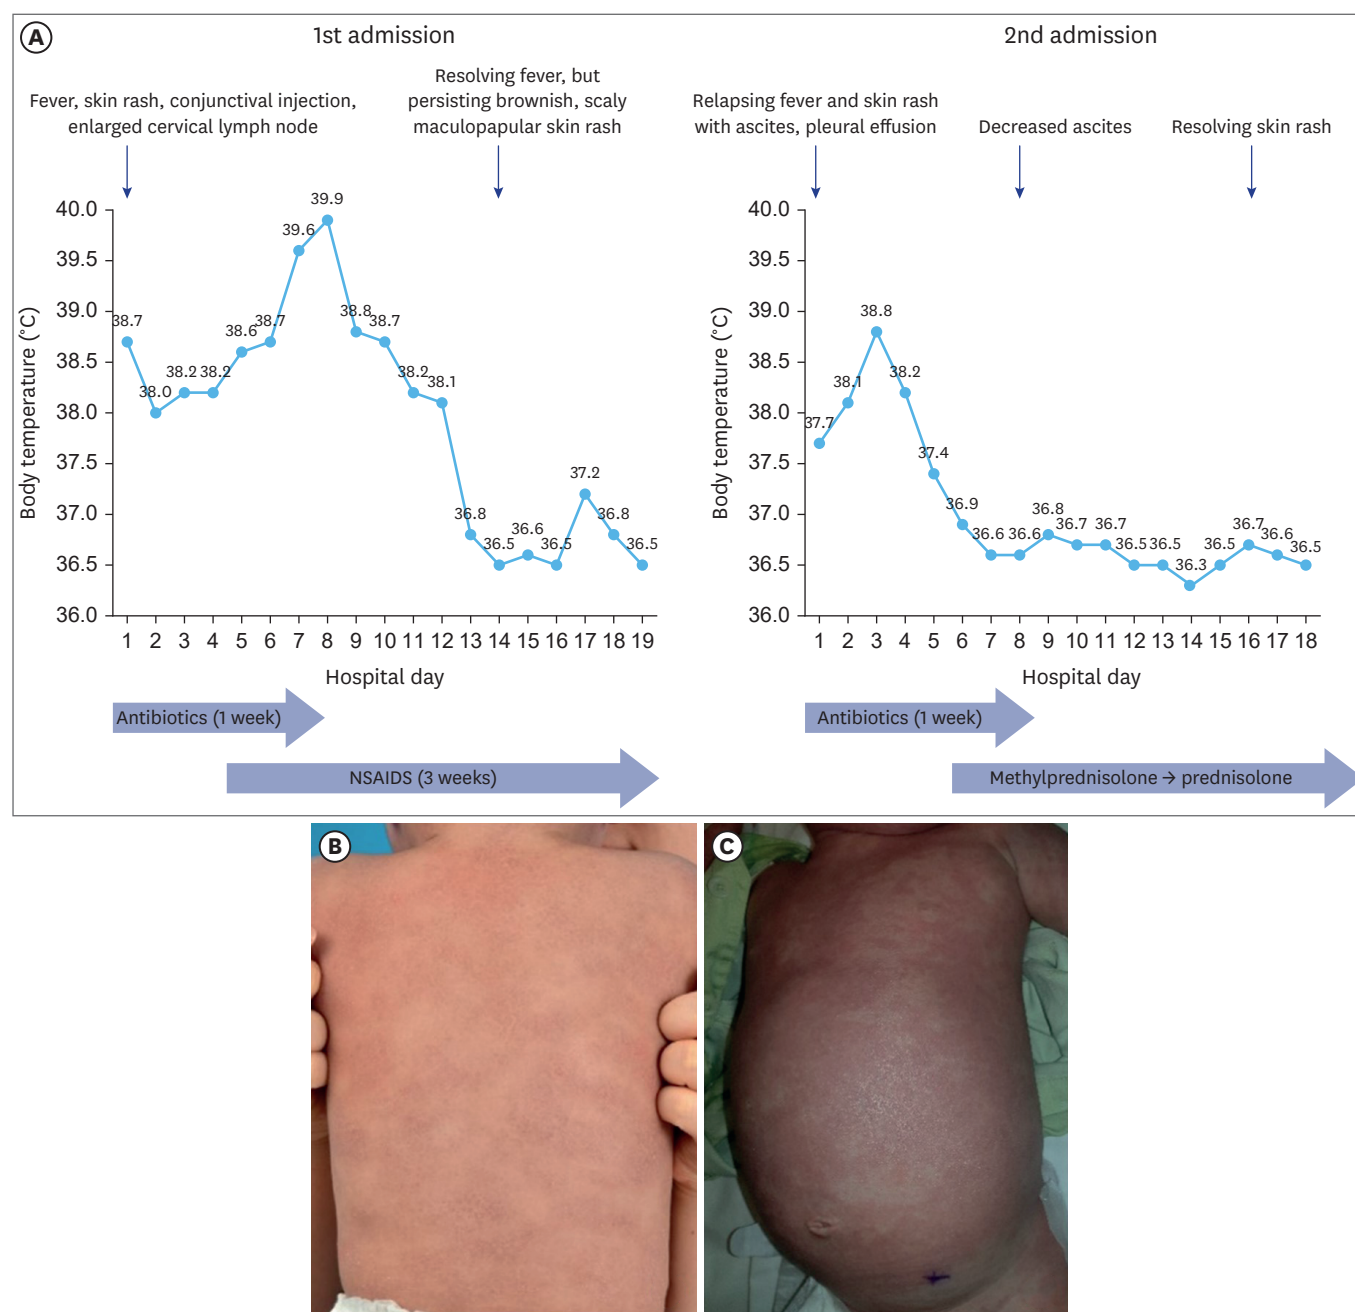 A
1st admission
2nd admission
Fever, skin rash, conjunctival injection,
enlarged cervical lymph node
Resolving fever, but
persisting brownish, scaly
maculopapular skin rash
Relapsing fever and skin rash
with ascites, pleural effusion
Decreased ascites
Resolving skin rash
Body temperature (°C)
40.0
39.5
39.0
38.5
38.0
37.5
37.0
36.5
36.0
38.7
38.0
38.2
38.2
38.6
38.7
39.6
39.9
38.8
38.7
38.2
38.1
36.8
36.5
36.6
36.5
37.2
36.8
36.5
1 2 3 4 5 6 7 8 9 10 11 12 13 14 15 16 17 18 19
Hospital day
Antibiotics (1 week)
NSAIDS (3 weeks)
Body temperature (°C)
40.0
39.5
39.0
38.5
38.0
37.5
37.0
36.5
36.0
37.7
38.1
38.8
38.2
37.4
36.9
36.6
36.6
36.8
36.7
36.7
36.5
36.5
36.3
36.5
36.7
36.6
36.5
1 2 3 4 5 6 7 8 9 10 11 12 13 14 15 16 17 18
Hospital day
Antibiotics (1 week)
Methylprednisolone → prednisolone
B
C